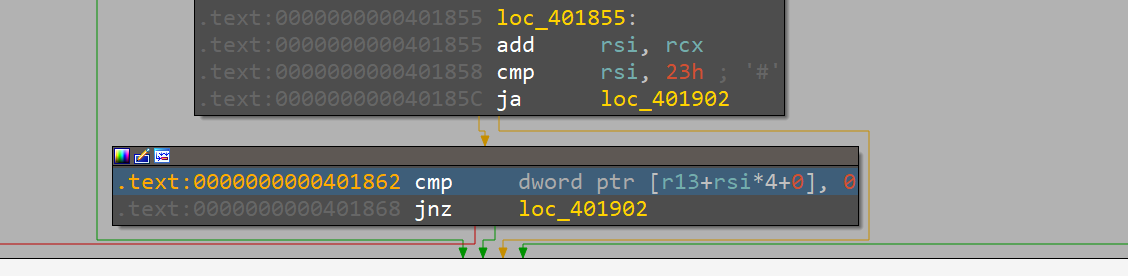 .text:0000000000401855 loc_401855:
.text:0000000000401855 add rsi, rcx
.text:0000000000401858 cmp rsi, 23h ; '#'
.text:000000000040185C ja loc_401902
.text:0000000000401862 cmp dword ptr [r13+rsi*4+0], 0
.text:0000000000401868 jnz loc_401902